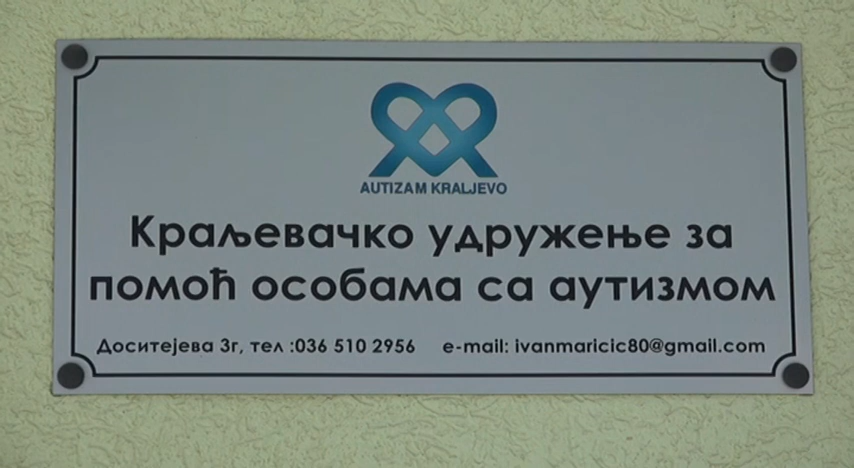 AUTIZAM KRALJEVO
Краљевачко удружење за
помоћ особама са аутизмом
Доситејева 3г, тел :036 510 2956 e-mail: ivanmaricic80@gmail.com